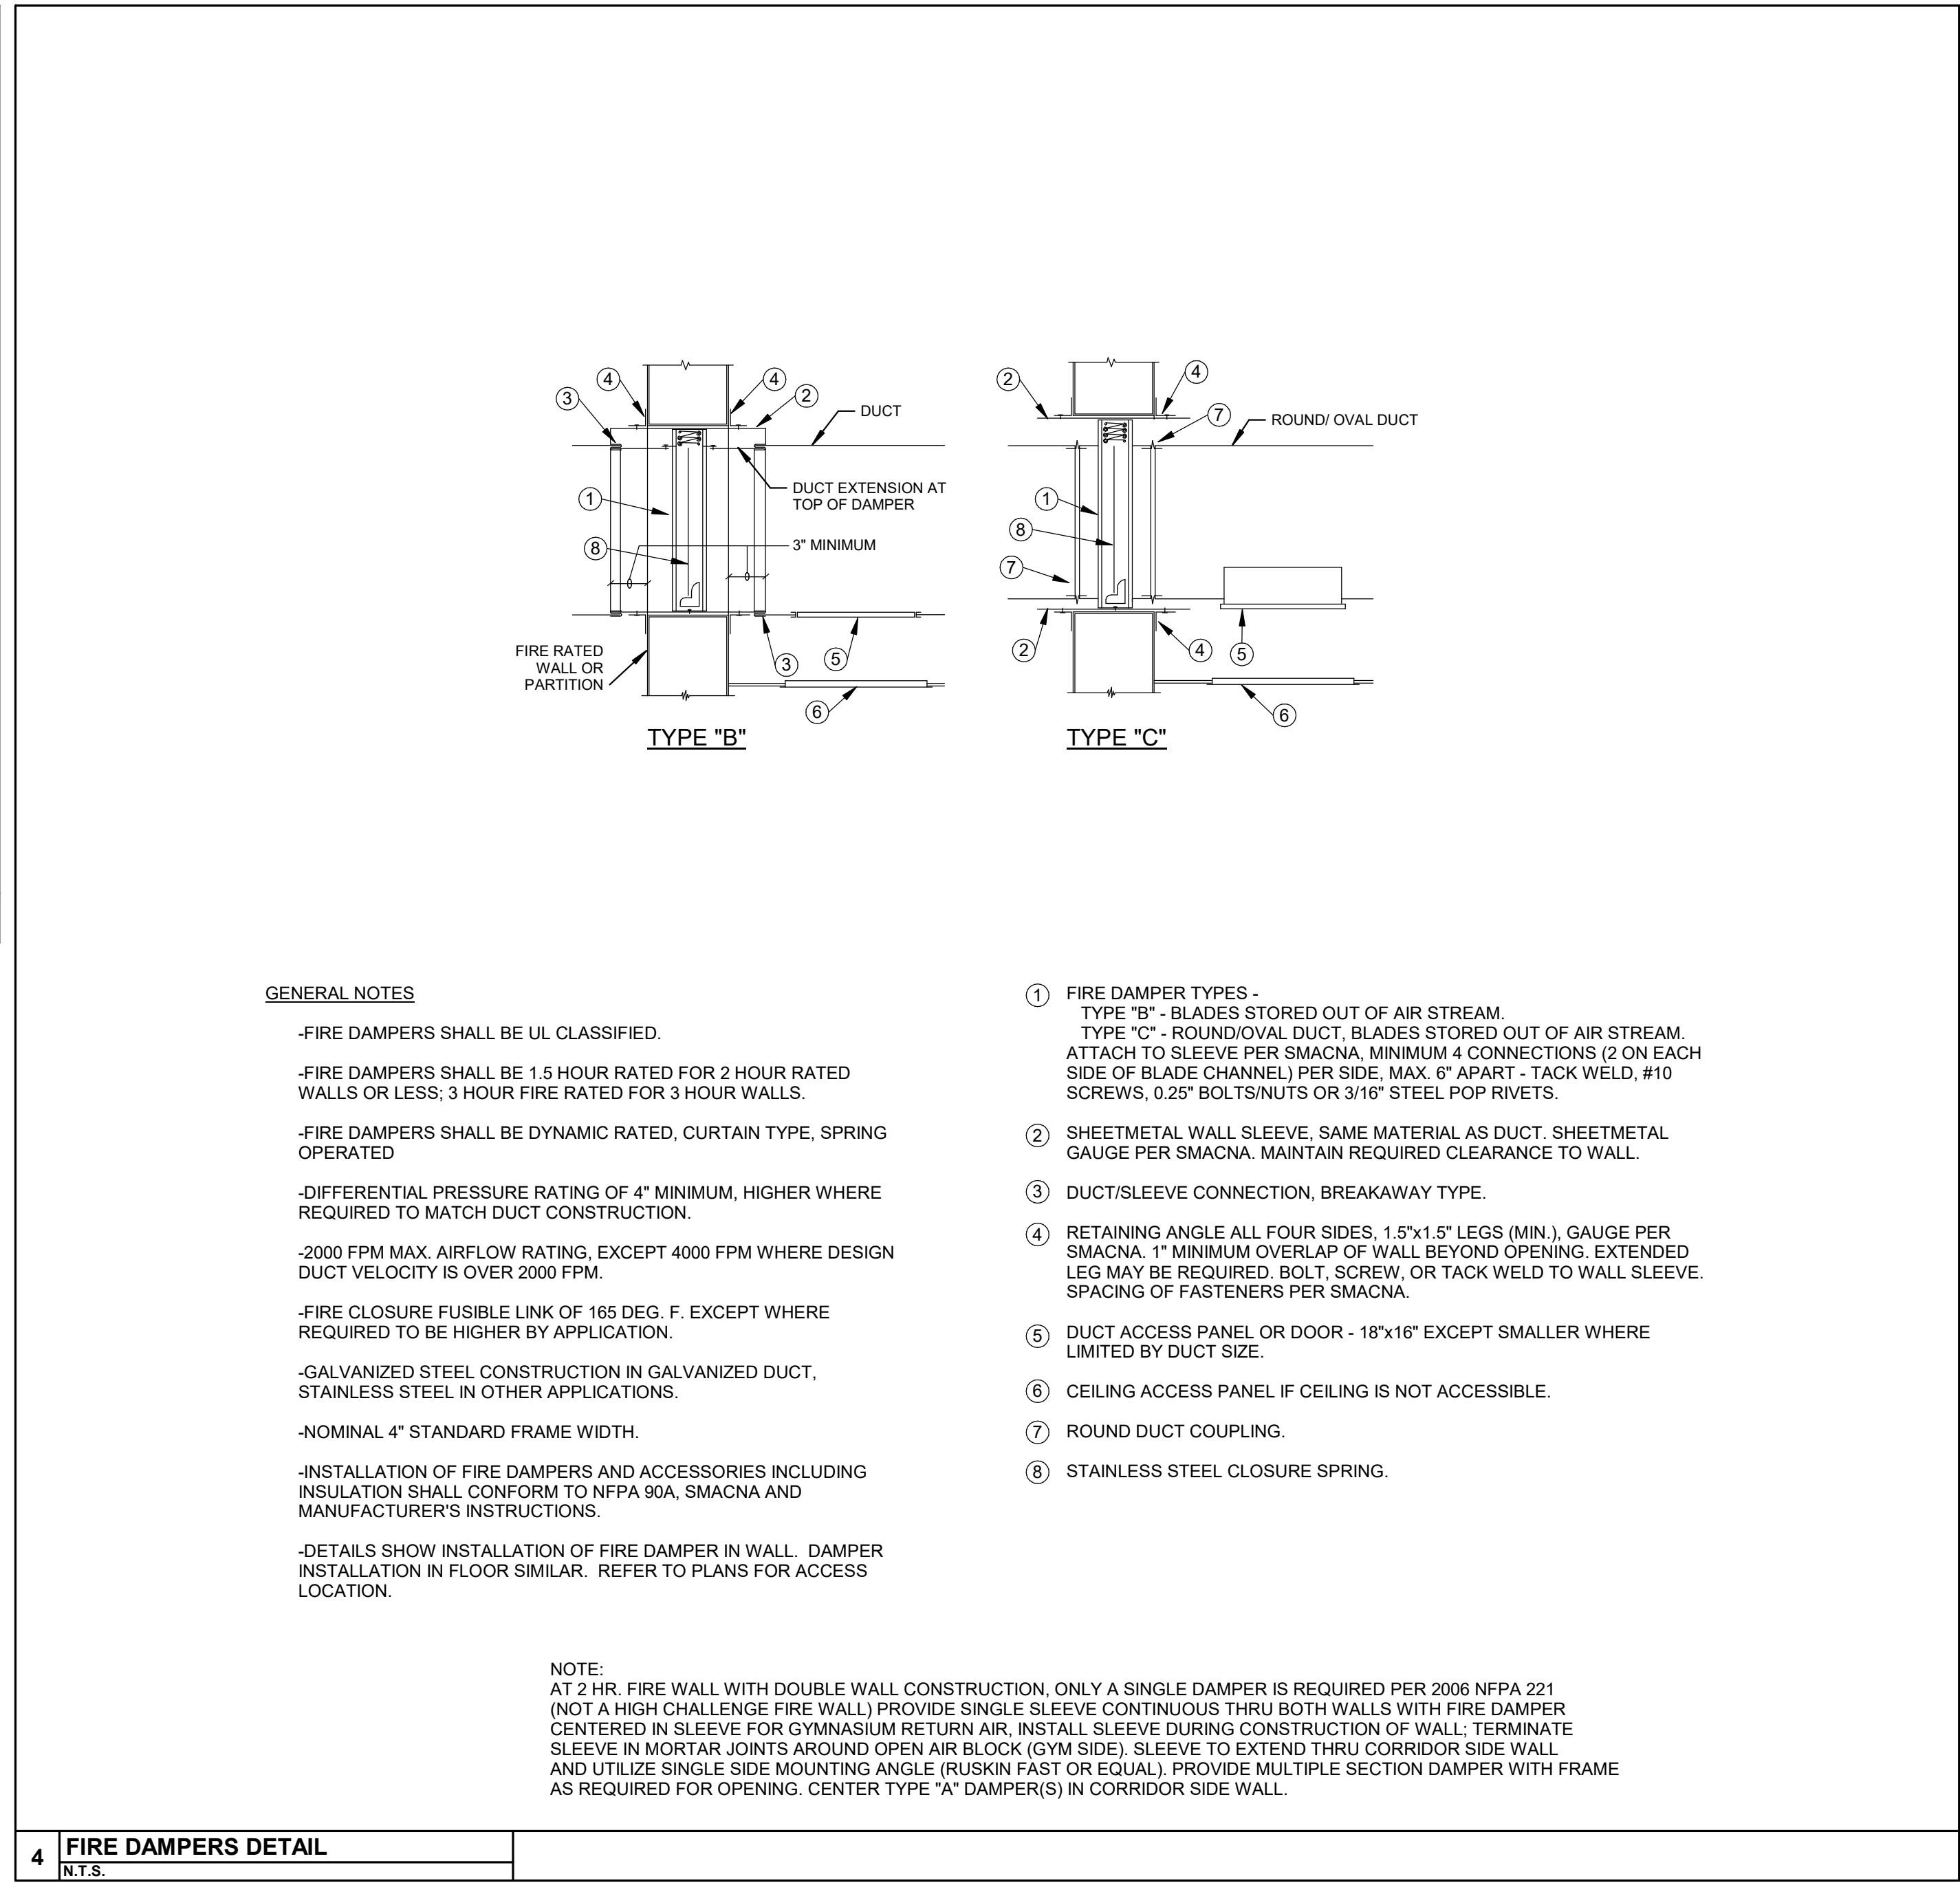 4
4
3
2
DUCT
DUCT EXTENSION AT
TOP OF DAMPER
1
3" MINIMUM
8
FIRE RATED
WALL OR
PARTITION
3
5
6
TYPE "B"
2
4
7
ROUND/ OVAL DUCT
1
8
7
2
4
5
6
TYPE "C"
GENERAL NOTES
-FIRE DAMPERS SHALL BE UL CLASSIFIED.
-FIRE DAMPERS SHALL BE 1.5 HOUR RATED FOR 2 HOUR RATED
WALLS OR LESS; 3 HOUR FIRE RATED FOR 3 HOUR WALLS.
-FIRE DAMPERS SHALL BE DYNAMIC RATED, CURTAIN TYPE, SPRING
OPERATED
-DIFFERENTIAL PRESSURE RATING OF 4" MINIMUM, HIGHER WHERE
REQUIRED TO MATCH DUCT CONSTRUCTION.
-2000 FPM MAX. AIRFLOW RATING, EXCEPT 4000 FPM WHERE DESIGN
DUCT VELOCITY IS OVER 2000 FPM.
-FIRE CLOSURE FUSIBLE LINK OF 165 DEG. F. EXCEPT WHERE
REQUIRED TO BE HIGHER BY APPLICATION.
-GALVANIZED STEEL CONSTRUCTION IN GALVANIZED DUCT,
STAINLESS STEEL IN OTHER APPLICATIONS.
-NOMINAL 4" STANDARD FRAME WIDTH.
-INSTALLATION OF FIRE DAMPERS AND ACCESSORIES INCLUDING
INSULATION SHALL CONFORM TO NFPA 90A, SMACNA AND
MANUFACTURER'S INSTRUCTIONS.
-DETAILS SHOW INSTALLATION OF FIRE DAMPER IN WALL. DAMPER
INSTALLATION IN FLOOR SIMILAR. REFER TO PLANS FOR ACCESS
LOCATION.
1 FIRE DAMPER TYPES -
TYPE "B" - BLADES STORED OUT OF AIR STREAM.
TYPE "C" - ROUND/OVAL DUCT, BLADES STORED OUT OF AIR STREAM.
ATTACH TO SLEEVE PER SMACNA, MINIMUM 4 CONNECTIONS (2 ON EACH
SIDE OF BLADE CHANNEL) PER SIDE, MAX. 6" APART - TACK WELD, #10
SCREWS, 0.25" BOLTS/NUTS OR 3/16" STEEL POP RIVETS.
2 SHEETMETAL WALL SLEEVE, SAME MATERIAL AS DUCT. SHEETMETAL
GAUGE PER SMACNA. MAINTAIN REQUIRED CLEARANCE TO WALL.
3 DUCT/SLEEVE CONNECTION, BREAKAWAY TYPE.
4 RETAINING ANGLE ALL FOUR SIDES, 1.5"x1.5" LEGS (MIN.), GAUGE PER
SMACNA. 1" MINIMUM OVERLAP OF WALL BEYOND OPENING. EXTENDED
LEG MAY BE REQUIRED. BOLT, SCREW, OR TACK WELD TO WALL SLEEVE.
SPACING OF FASTENERS PER SMACNA.
5 DUCT ACCESS PANEL OR DOOR - 18"x16" EXCEPT SMALLER WHERE
LIMITED BY DUCT SIZE.
6 CEILING ACCESS PANEL IF CEILING IS NOT ACCESSIBLE.
7 ROUND DUCT COUPLING.
8 STAINLESS STEEL CLOSURE SPRING.
NOTE:
AT 2 HR. FIRE WALL WITH DOUBLE WALL CONSTRUCTION, ONLY A SINGLE DAMPER IS REQUIRED PER 2006 NFPA 221
(NOT A HIGH CHALLENGE FIRE WALL) PROVIDE SINGLE SLEEVE CONTINUOUS THRU BOTH WALLS WITH FIRE DAMPER
CENTERED IN SLEEVE FOR GYMNASIUM RETURN AIR, INSTALL SLEEVE DURING CONSTRUCTION OF WALL; TERMINATE
SLEEVE IN MORTAR JOINTS AROUND OPEN AIR BLOCK (GYM SIDE). SLEEVE TO EXTEND THRU CORRIDOR SIDE WALL
AND UTILIZE SINGLE SIDE MOUNTING ANGLE (RUSKIN FAST OR EQUAL). PROVIDE MULTIPLE SECTION DAMPER WITH FRAME
AS REQUIRED FOR OPENING. CENTER TYPE "A" DAMPER(S) IN CORRIDOR SIDE WALL.
4 FIRE DAMPERS DETAIL
N.T.S.